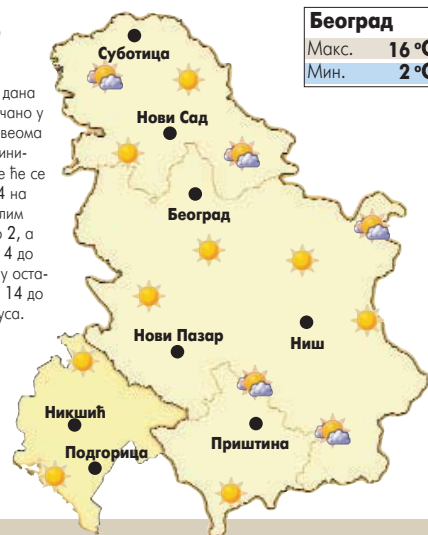 дана
чано у
веома
ини-
е ће се
4 на
лим
о 2, а
4 до
у оста-
14 до
уса.
Београд
Макс. 16 °C
Мин. 2 °C
Суботица
Нови Сад
Београд
Нови Пазар
Ниш
Никшић
Подгорица
Приштина